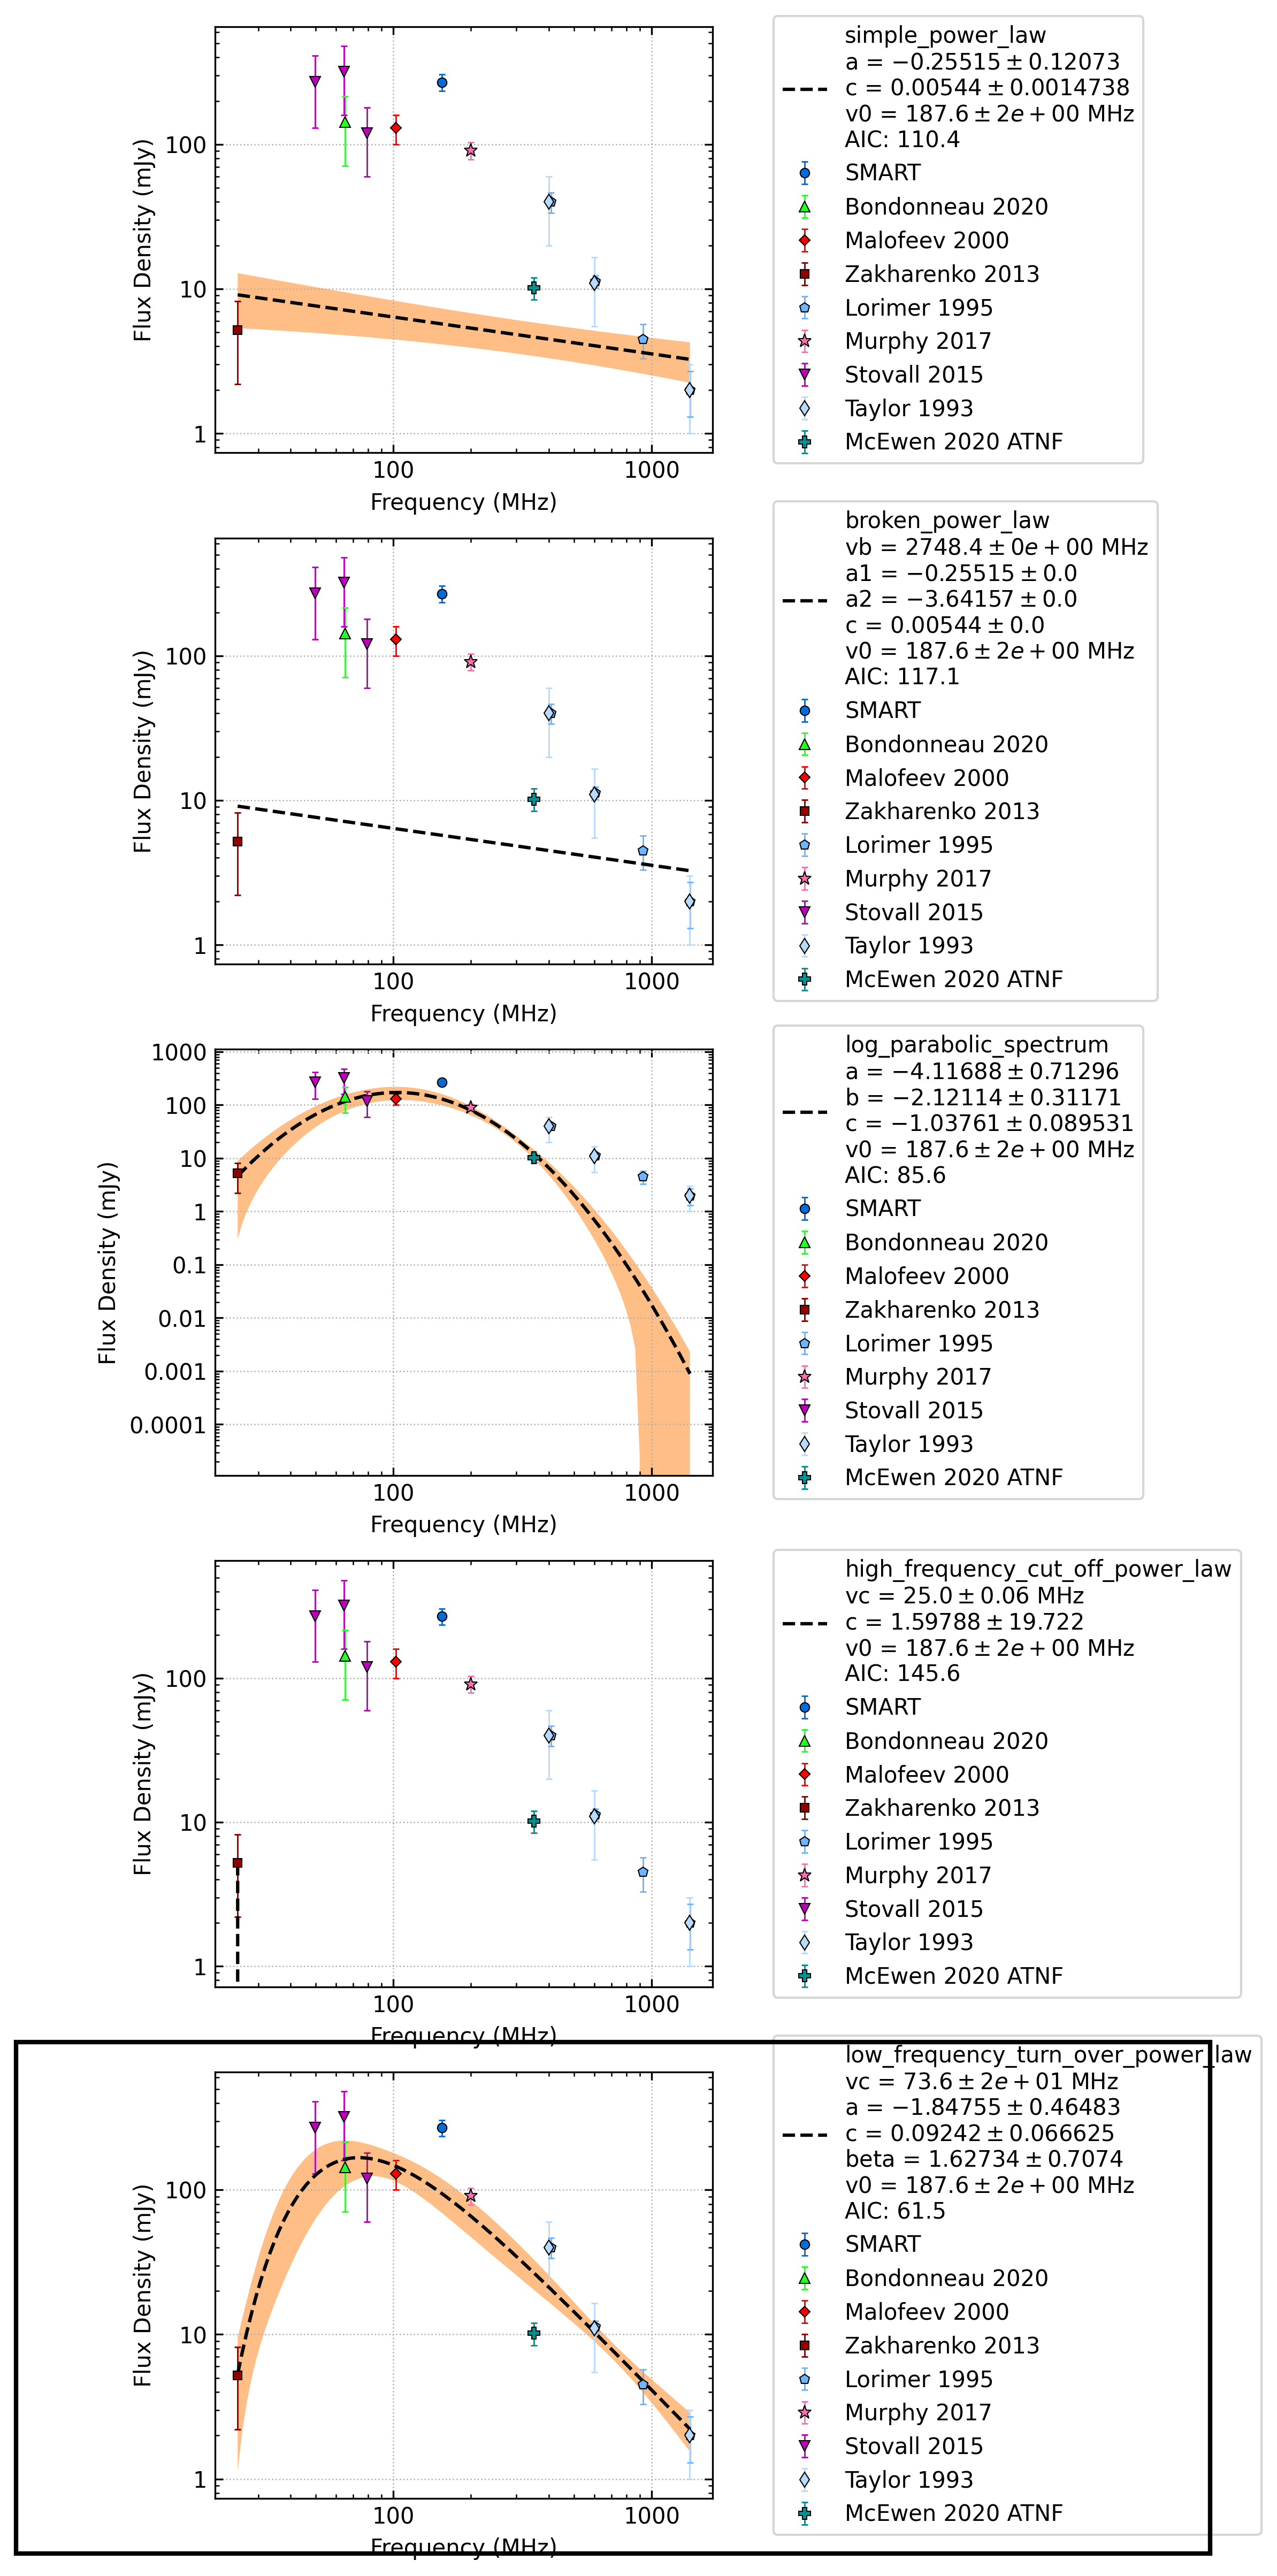 simple_power_law
a = −0.25515 ± 0.12073
c = 0.00544 ± 0.0014738
v0 = 187.6 ± 2e + 00 MHz
AIC: 110.4
SMART
Bondonneau 2020
Malofeev 2000
Zakharenko 2013
Lorimer 1995
Murphy 2017
Stovall 2015
Taylor 1993
McEwen 2020 ATNF
Flux Density (mJy)
100
10
1
100
1000
Frequency (MHz)
broken_power_law
vb = 2748.4 ± 0e + 00 MHz
a1 = −0.25515 ± 0.0
a2 = −3.64157 ± 0.0
c = 0.00544 ± 0.0
v0 = 187.6 ± 2e + 00 MHz
AIC: 117.1
SMART
Bondonneau 2020
Malofeev 2000
Zakharenko 2013
Lorimer 1995
Murphy 2017
Stovall 2015
Taylor 1993
McEwen 2020 ATNF
Flux Density (mJy)
100
10
1
100
1000
Frequency (MHz)
log_parabolic_spectrum
a = −4.11688 ± 0.71296
b = −2.12114 ± 0.31171
c = −1.03761 ± 0.089531
v0 = 187.6 ± 2e + 00 MHz
AIC: 85.6
SMART
Bondonneau 2020
Malofeev 2000
Zakharenko 2013
Lorimer 1995
Murphy 2017
Stovall 2015
Taylor 1993
McEwen 2020 ATNF
Flux Density (mJy)
1000
100
10
1
0.1
0.01
0.001
0.0001
100
1000
Frequency (MHz)
high_frequency_cut_off_power_law
vc = 25.0 ± 0.06 MHz
c = 1.59788 ± 19.722
v0 = 187.6 ± 2e + 00 MHz
AIC: 145.6
SMART
Bondonneau 2020
Malofeev 2000
Zakharenko 2013
Lorimer 1995
Murphy 2017
Stovall 2015
Taylor 1993
McEwen 2020 ATNF
Flux Density (mJy)
100
10
1
100
1000
Frequency (MHz)
low_frequency_turn_over_power_law
vc = 73.6 ± 2e + 01 MHz
a = −1.84755 ± 0.46483
c = 0.09242 ± 0.066625
beta = 1.62734 ± 0.7074
v0 = 187.6 ± 2e + 00 MHz
AIC: 61.5
SMART
Bondonneau 2020
Malofeev 2000
Zakharenko 2013
Lorimer 1995
Murphy 2017
Stovall 2015
Taylor 1993
McEwen 2020 ATNF
Flux Density (mJy)
100
10
1
100
1000
Frequency (MHz)